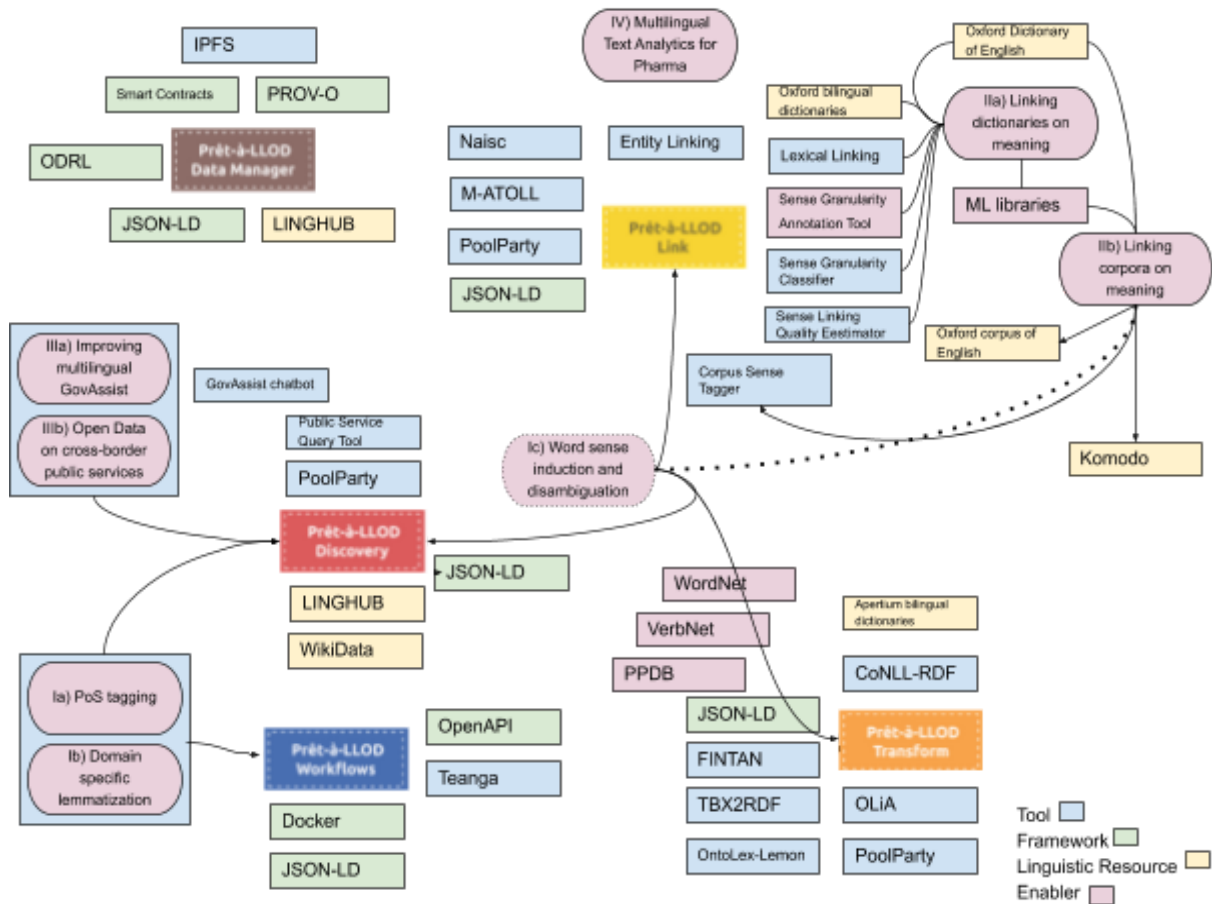 IPFS
Smart Contracts
PROV-O
Prêt-à-LLOD
Data Manager
ODRL
JSON-LD
LINGHUB
IV) Multilingual
Text Analytics for
Pharma
Naisc
Entity Linking
M-ATOLL
PoolParty
JSON-LD
Prêt-à-LLOD
Link
Oxford Dictionary
of English
Oxford bilingual
dictionaries
IIa) Linking
dictionaries on
meaning
Lexical Linking
Sense Granularity
Annotation Tool
ML libraries
Sense Granularity
Classifier
IIb) Linking
corpora on
meaning
Sense Linking
Quality Eestimator
Oxford corpus of
English
Corpus Sense
Tagger
Komodo
IIIa) Improving
multilingual
GovAssist
IIIb) Open Data
on cross-border
public services
GovAssist chatbot
Public Service
Query Tool
PoolParty
Prêt-à-LLOD
Discovery
JSON-LD
LINGHUB
WikiData
Ic) Word sense
induction and
disambiguation
Ia) PoS tagging
Ib) Domain
specific
lemmatization
Prêt-à-LLOD
Workflows
OpenAPI
Teanga
Docker
JSON-LD
WordNet
VerbNet
PPDB
Apertium bilingual
dictionaries
CoNLL-RDF
JSON-LD
Prêt-à-LLOD
Transform
FINTAN
TBX2RDF
OLiA
OntoLex-Lemon
PoolParty
Tool
Framework
Linguistic Resource
Enabler